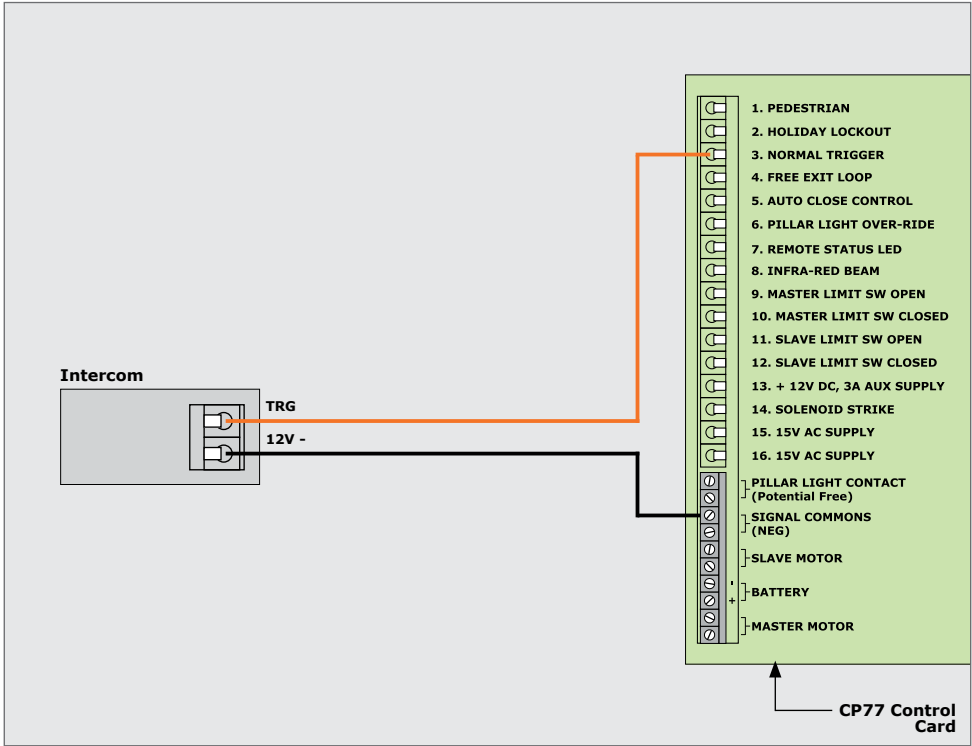 1. PEDESTRIAN
2. HOLIDAY LOCKOUT
3. NORMAL TRIGGER
4. FREE EXIT LOOP
5. AUTO CLOSE CONTROL
6. PILLAR LIGHT OVER-RIDE
7. REMOTE STATUS LED
8. INFRA-RED BEAM
9. MASTER LIMIT SW OPEN
10. MASTER LIMIT SW CLOSED
11. SLAVE LIMIT SW OPEN
12. SLAVE LIMIT SW CLOSED
13. + 12V DC, 3A AUX SUPPLY
14. SOLENOID STRIKE
15. 15V AC SUPPLY
16. 15V AC SUPPLY
PILLAR LIGHT CONTACT
(Potential Free)
SIGNAL COMMONS
(NEG)
SLAVE MOTOR
-
BATTERY
+
MASTER MOTOR
Intercom
TRG
12V -
CP77 Control
Card